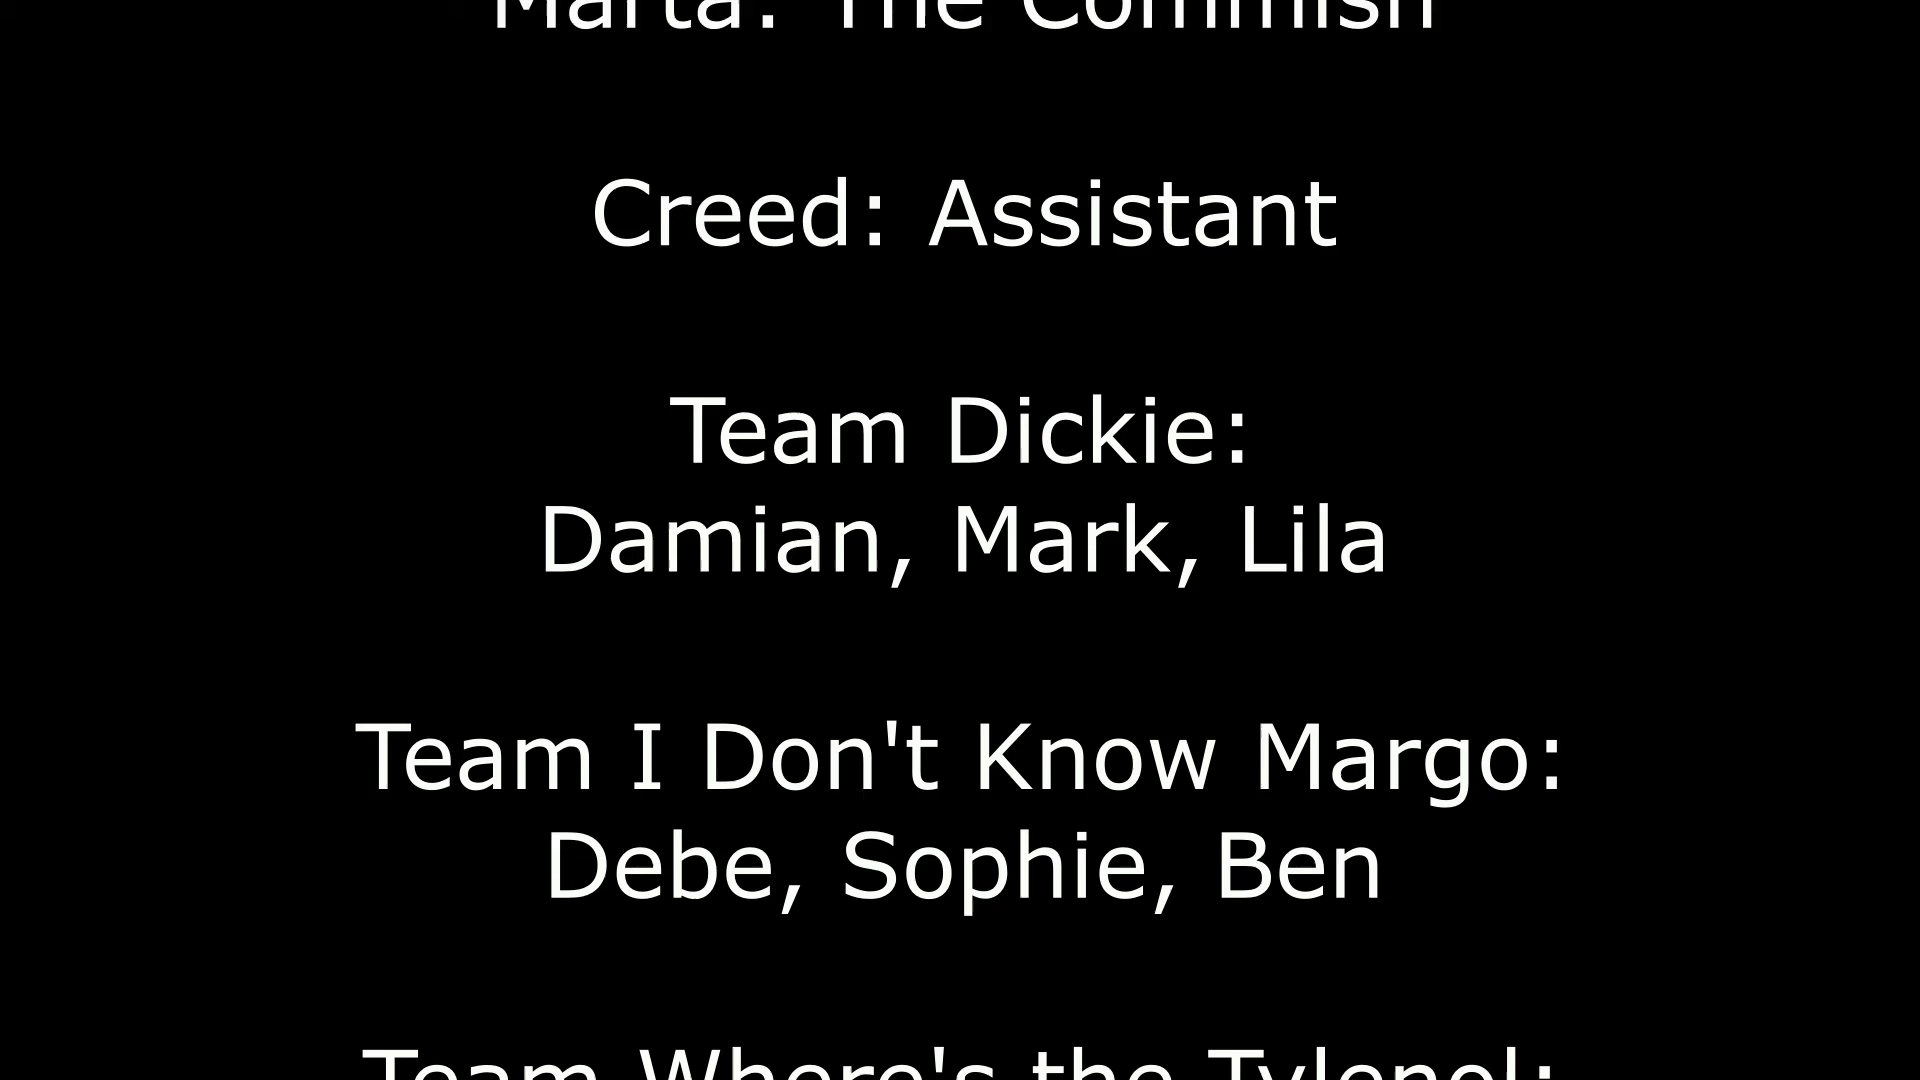 Marta: The Commish
Creed: Assistant
Team Dickie:
Damian, Mark, Lila
Team I Don't Know Margo:
Debe, Sophie, Ben
Team Where's the Tylenol: